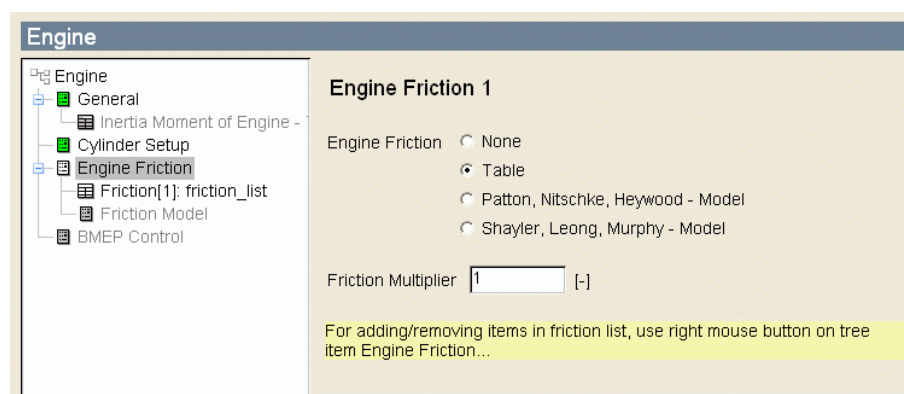 Engine
Engine
General
Inertia Moment of Engine -
Cylinder Setup
Engine Friction
Friction[1]: friction_list
Friction Model
BMEP Control
Engine Friction 1
Engine Friction
None
Table
Patton, Nitschke, Heywood - Model
Shayler, Leong, Murphy - Model
Friction Multiplier 1 [-]
For adding/removing items in friction list, use right mouse button on tree
item Engine Friction...